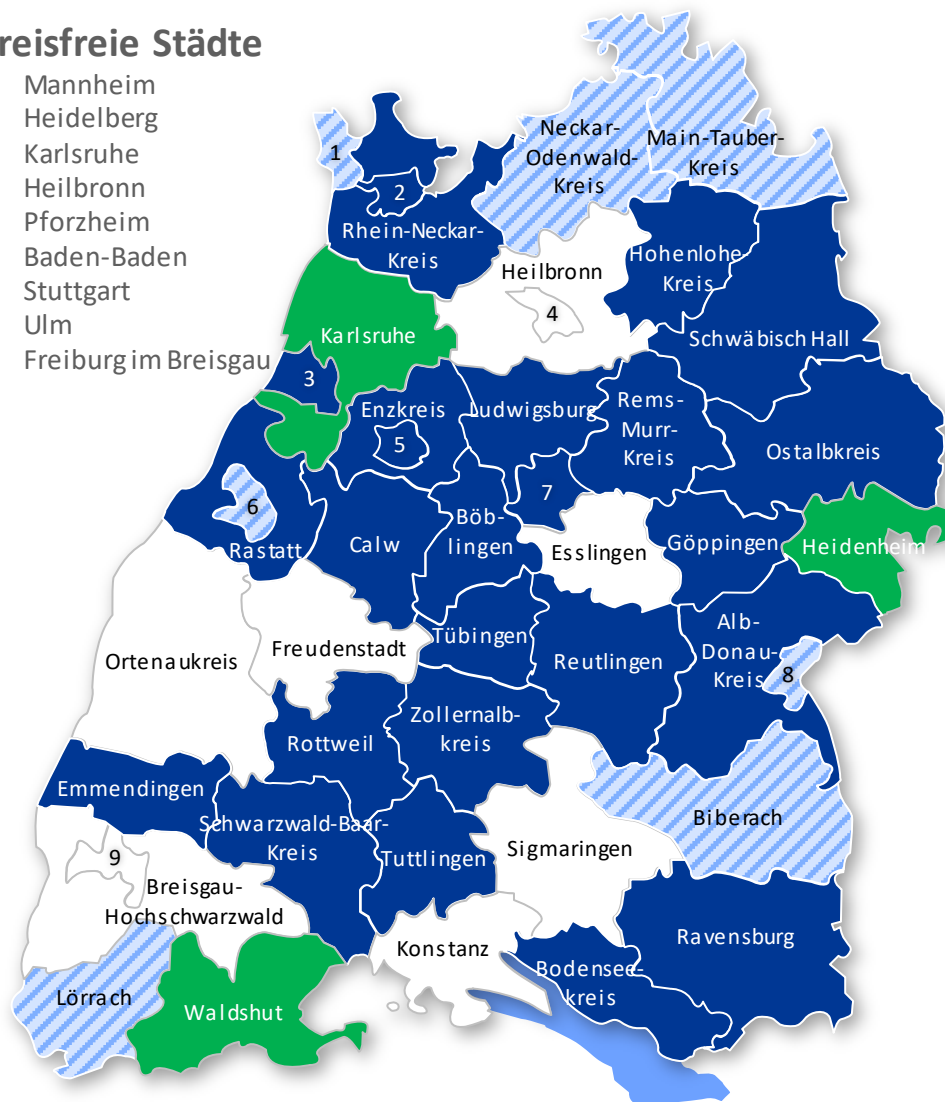 reisfreie Städte
Mannheim
Heidelberg
Karlsruhe
Heilbronn
Pforzheim
Baden-Baden
Stuttgart
Ulm
Freiburg im Breisgau
1
2
Neckar-
Odenwald-
Kreis
Main-Tauber-
Kreis
Rhein-Neckar-
Kreis
Heilbronn
4
Hohenlohe-
Kreis
Karlsruhe
Schwäbisch Hall
3
Enzkreis
5
Ludwigsburg
Rems-
Murr-
Kreis
Ostalbkreis
6
Rastatt
Calw
Böb-
lingen
7
Esslingen
Göppingen
Heidenheim
Ortenaukreis
Freudenstadt
Tübingen
Reutlingen
Alb-
Donau-
Kreis
8
Rottweil
Zollernalb-
kreis
Emmendingen
Schwarzwald-Baar-
Kreis
Tuttlingen
Sigmaringen
Biberach
9
Breisgau-
Hochschwarzwald
Konstanz
Ravensburg
Bodensee-
kreis
Lörrach
Waldshut